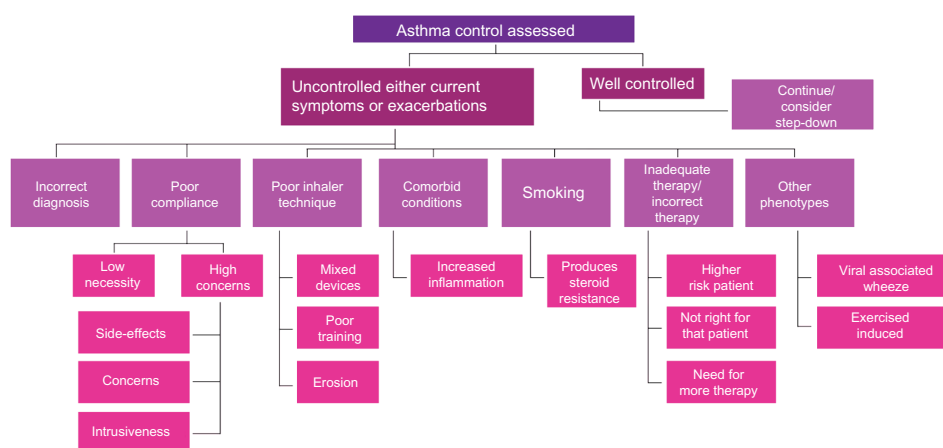 Asthma control assessed
Uncontrolled either current
symptoms or exacerbations
Well controlled
Continue/
consider
step-down
Incorrect
diagnosis
Poor
compliance
Poor inhaler
technique
Comorbid
conditions
Smoking
Inadequate
therapy/
incorrect
therapy
Other
phenotypes
Low
necessity
High
concerns
Side-effects
Concerns
Intrusiveness
Mixed
devices
Poor
training
Erosion
Increased
inflammation
Produces
steroid
resistance
Higher
risk patient
Not right for
that patient
Need for
more therapy
Viral associated
wheeze
Exercised
induced